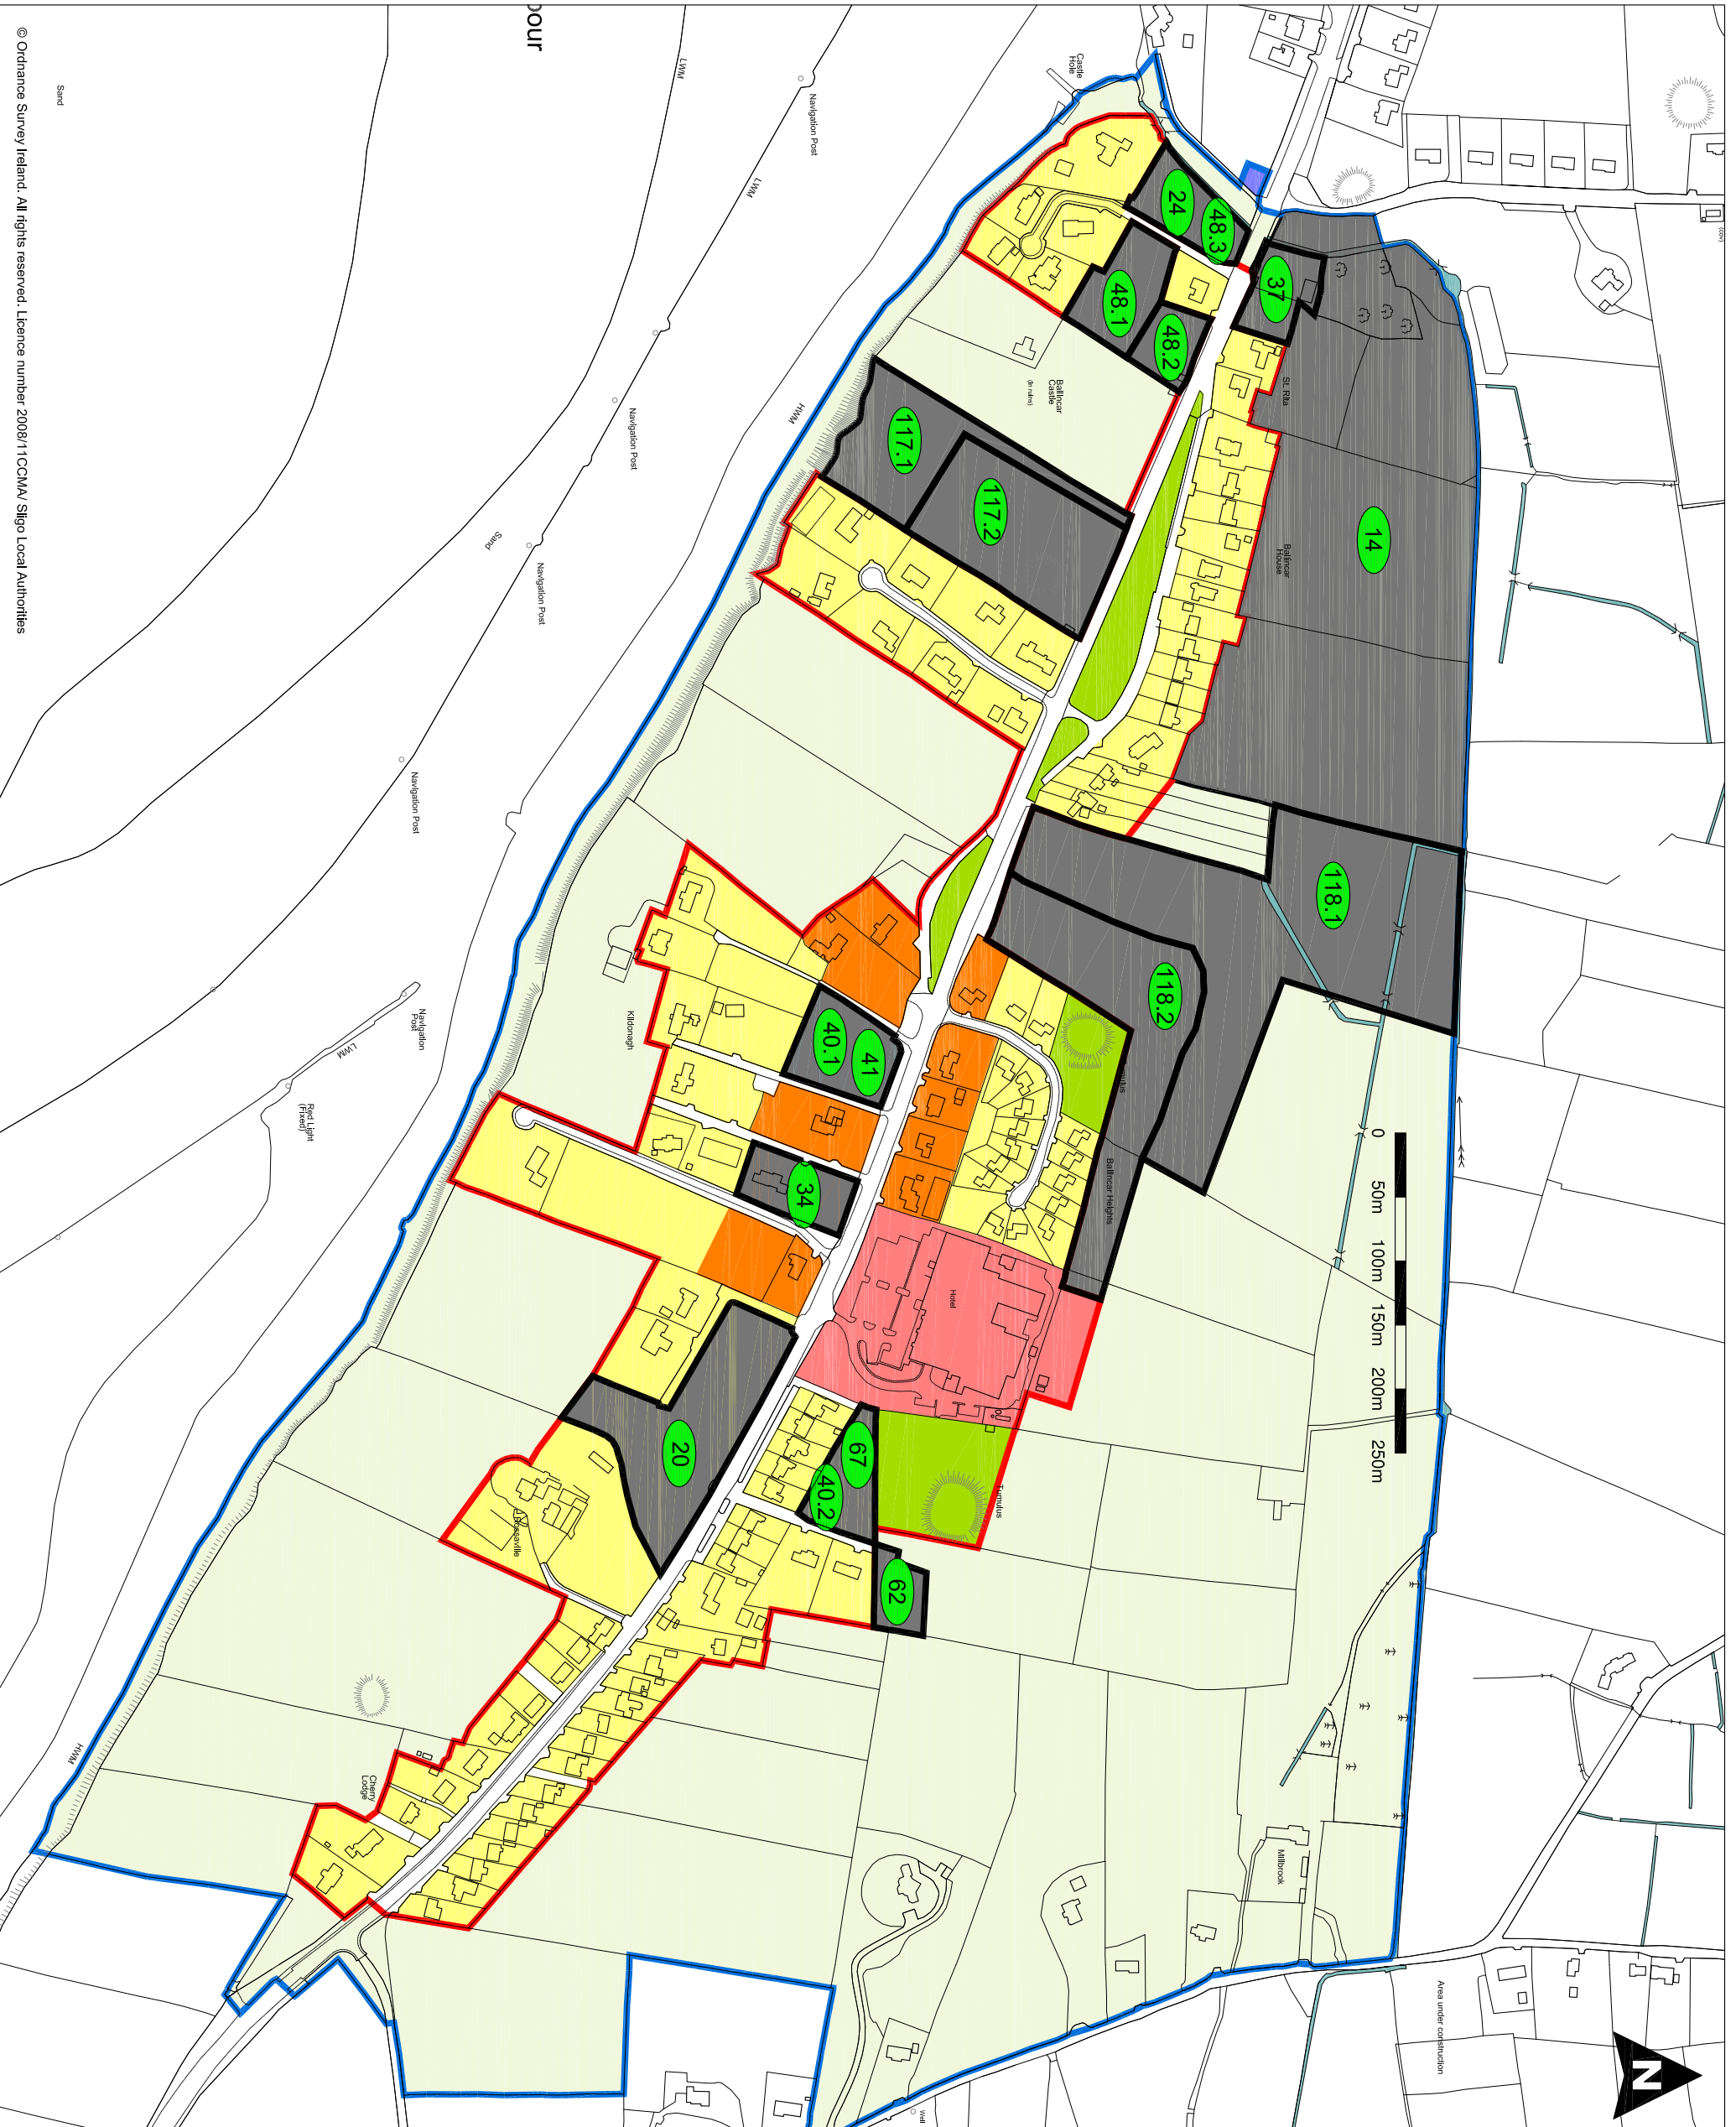 Castle
Hole
Navigation Post
LWM
LWM
our
Sand
24
48.3
48.1
48.2
37
St. Rita
14
Ballincar
House
Ballincar
Castle
(in ruins)
HWM
117.1
117.2
Navigation Post
Sand
Navigation Post
Navigation Post
Navigation
Post
LWM
Red Light
(Fixed)
118.1
118.2
Kildonagh
40.1
41
34
Ballincar Heights
Hotel
20
67
40.2
62
Tumulus
Rossaville
Cherry
Lodge
HWM
Millbrook
Area under construction
Well
0
50m
100m
150m
200m
250m
N
© Ordnance Survey Ireland. All rights reserved. Licence number 2008/11CCMA/ Sligo Local Authorities